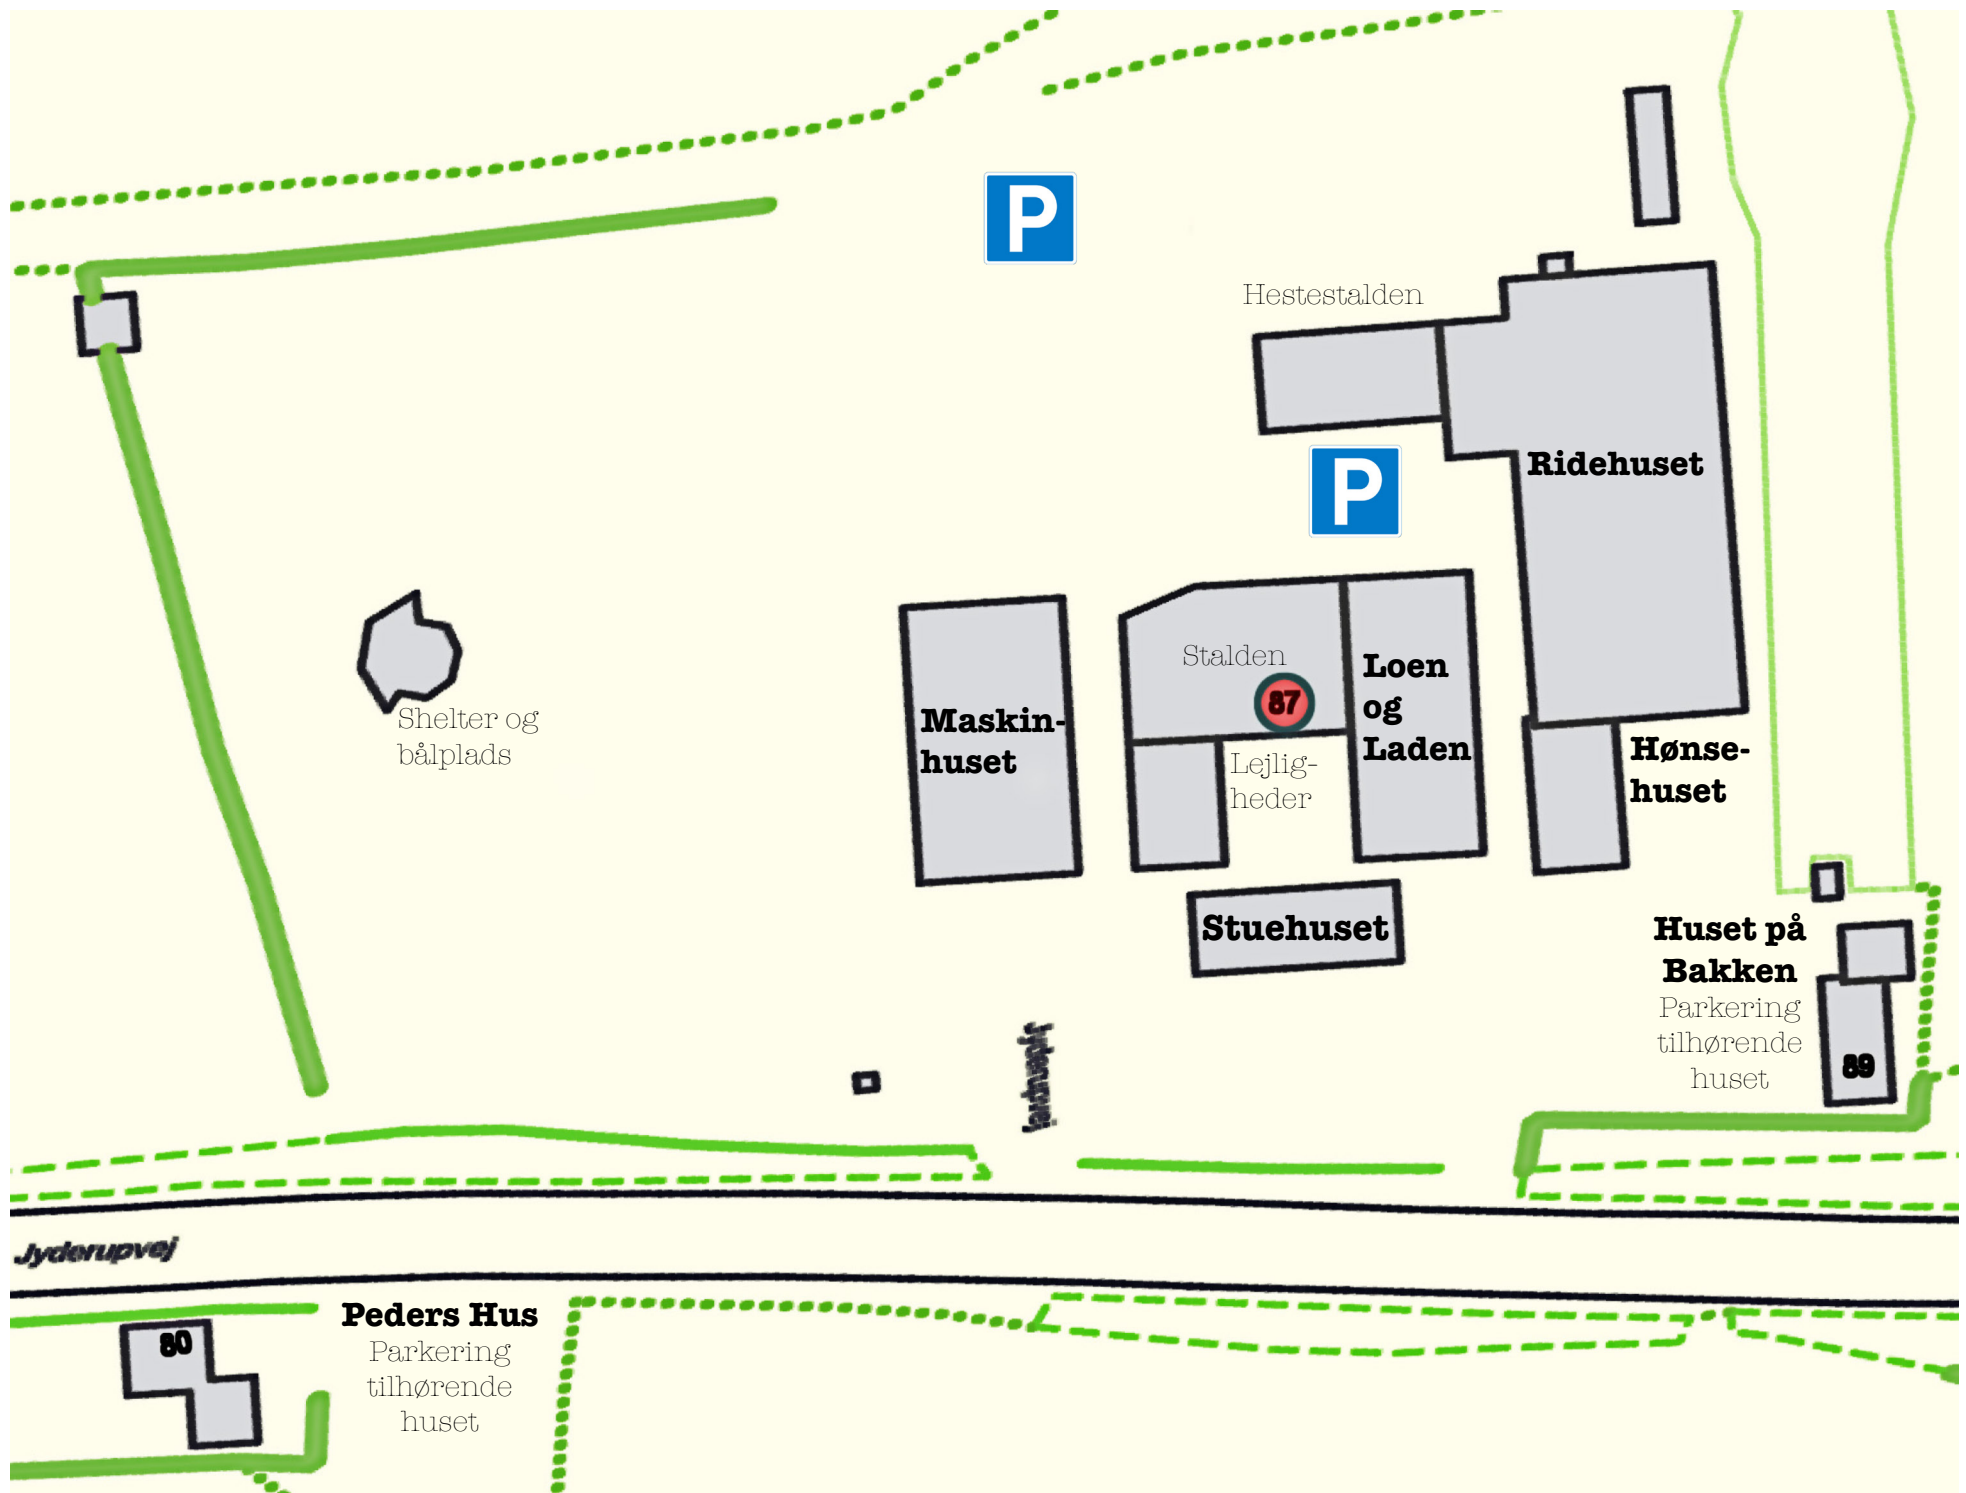 P
Hestestalden
P
Ridehuset
Stalden
87
Loen
og
Laden
Maskin-
huset
Shelter og
bålplads
Lejlig-
heder
Hønse-
huset
Stuehuset
Huset på
Bakken
Parkering
tilhørende
huset
89
Jyderupvej
Jyderupvej
Peders Hus
Parkering
tilhørende
huset
80